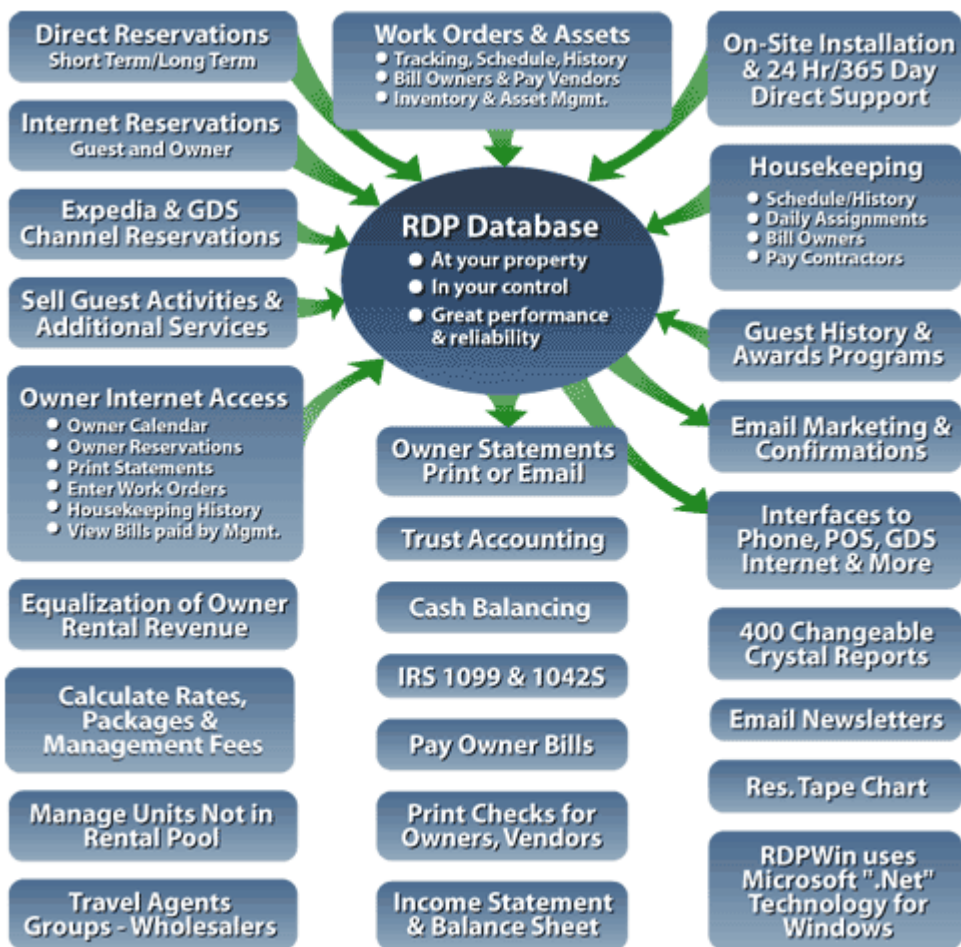 Direct Reservations
Short Term/Long Term
Internet Reservations
Guest and Owner
Expedia & GDS
Channel Reservations
Sell Guest Activities &
Additional Services
Owner Internet Access
Owner Calendar
Owner Reservations
Print Statements
Enter Work Orders
Housekeeping History
View Bills paid by Mgmt.
Equalization of Owner
Rental Revenue
Calculate Rates,
Packages &
Management Fees
Manage Units Not in
Rental Pool
Travel Agents
Groups - Wholesalers
Work Orders & Assets
Tracking, Schedule, History
Bill Owners & Pay Vendors
Inventory & Asset Mgmt.
RDP Database
At your property
In your control
Great performance
& reliability
Owner Statements
Print or Email
Trust Accounting
Cash Balancing
IRS 1099 & 1042S
Pay Owner Bills
Print Checks for
Owners, Vendors
Income Statement
& Balance Sheet
On-Site Installation
& 24 Hr/365 Day
Direct Support
Housekeeping
Schedule/History
Daily Assignments
Bill Owners
Pay Contractors
Guest History &
Awards Programs
Email Marketing &
Confirmations
Interfaces to
Phone, POS, GDS
Internet & More
400 Changeable
Crystal Reports
Email Newsletters
Res. Tape Chart
RDPWin uses
Microsoft ".Net"
Technology for
Windows